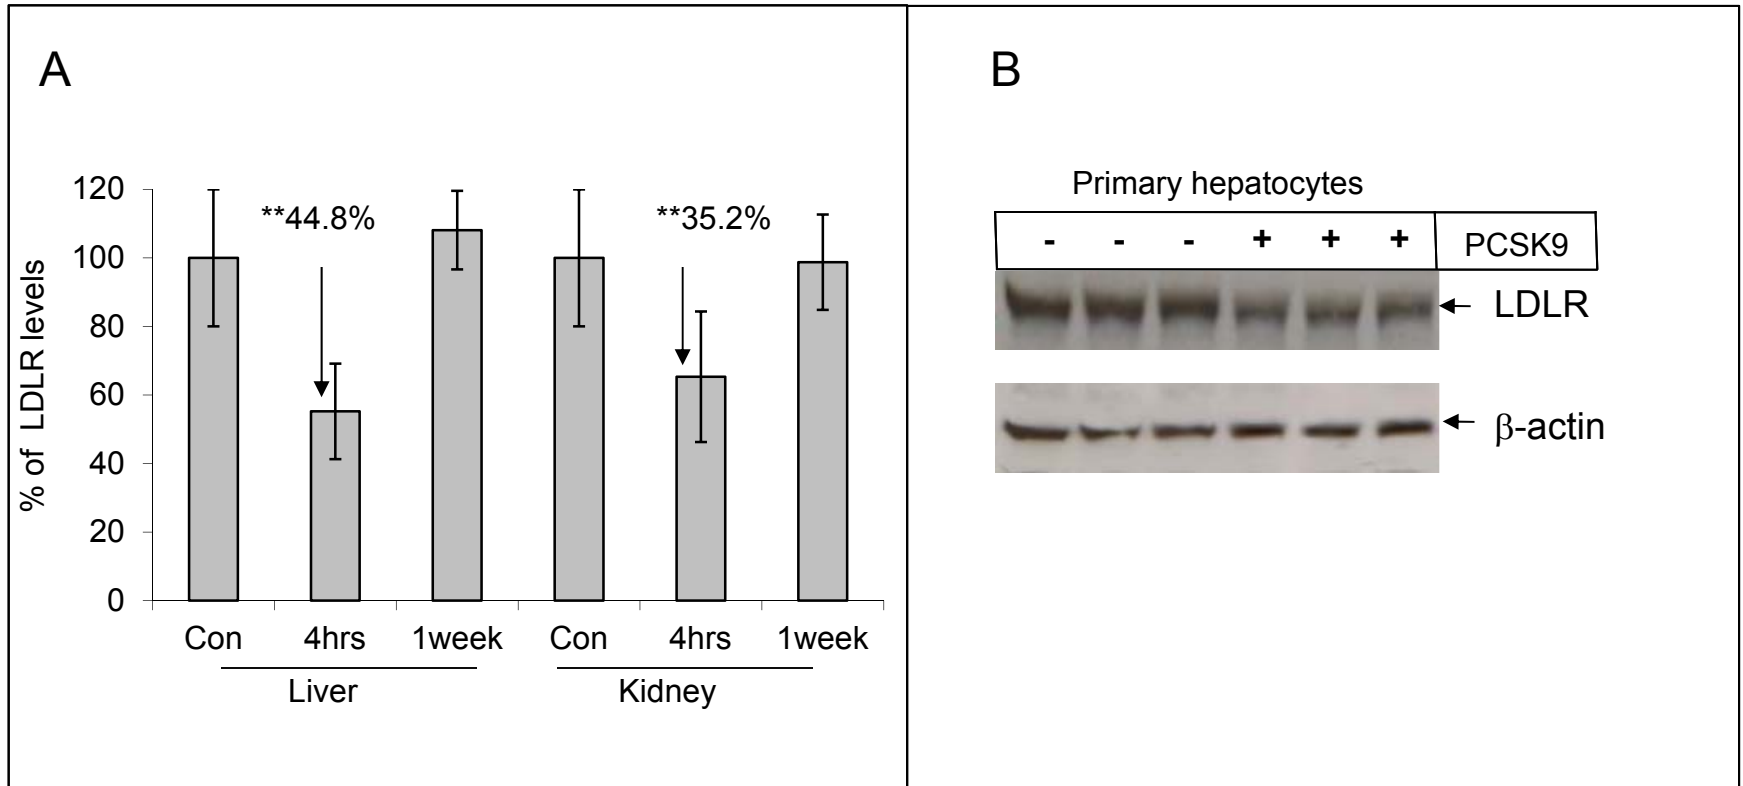 A
120
100
80
60
40
20
0
% of LDLR levels
**44.8%
**35.2%
Con 4hrs 1week Con 4hrs 1week
Liver Kidney
B
Primary hepatocytes
- - - + + + PCSK9
LDLR
β-actin